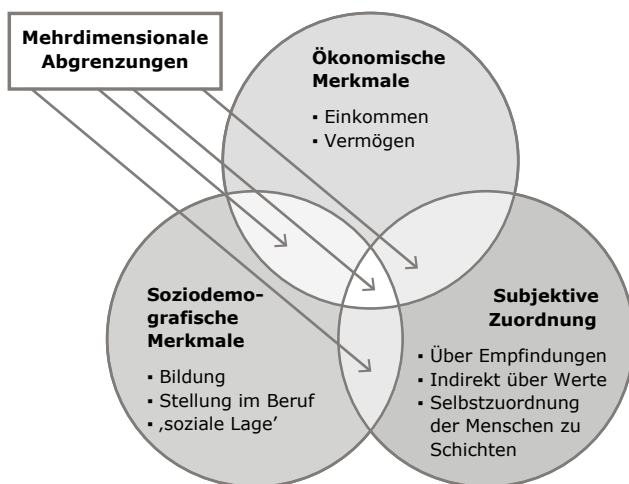 Mehrdimensionale
Abgrenzungen
Ökonomische
Merkmale
▪ Einkommen
▪ Vermögen
Soziodemo-
grafische
Merkmale
▪ Bildung
▪ Stellung im Beruf
▪ ‚soziale Lage’
Subjektive
Zuordnung
▪ Über Empfindungen
▪ Indirekt über Werte
▪ Selbstzuordnung
der Menschen zu
Schichten